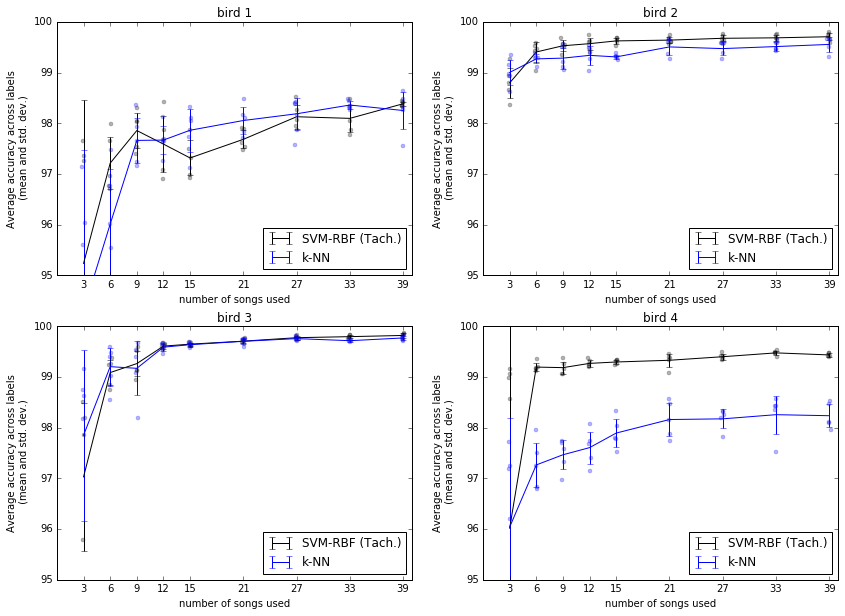 bird 1
100
99
98
97
96
95
Average accuracy across labels
(mean and std. dev.)
SVM-RBF (Tach.)
k-NN
3 6 9 12 15 21 27 33 39
number of songs used
bird 2
100
99
98
97
96
95
Average accuracy across labels
(mean and std. dev.)
SVM-RBF (Tach.)
k-NN
3 6 9 12 15 21 27 33 39
number of songs used
bird 3
100
99
98
97
96
95
Average accuracy across labels
(mean and std. dev.)
SVM-RBF (Tach.)
k-NN
3 6 9 12 15 21 27 33 39
number of songs used
bird 4
100
99
98
97
96
95
Average accuracy across labels
(mean and std. dev.)
SVM-RBF (Tach.)
k-NN
3 6 9 12 15 21 27 33 39
number of songs used